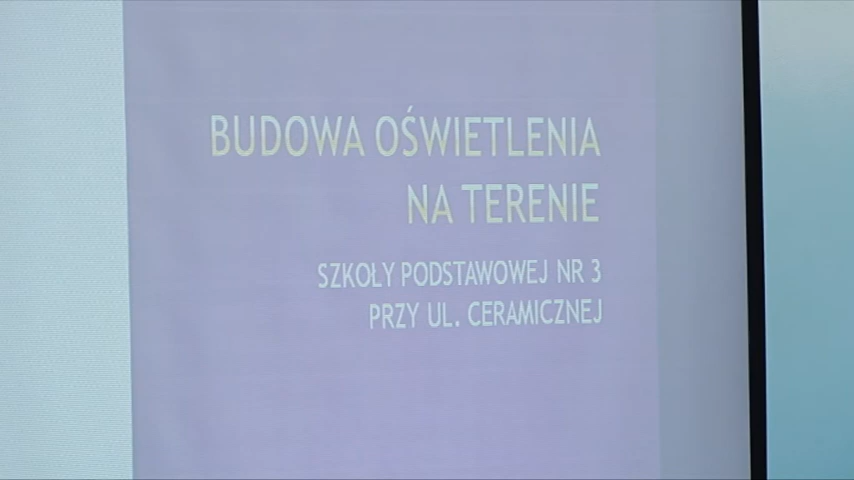 BUDOWA OŚWIETLENIA
NA TERENIE
SZKOŁY PODSTAWOWEJ NR 3
PRZY UL. CERAMICZNEJ